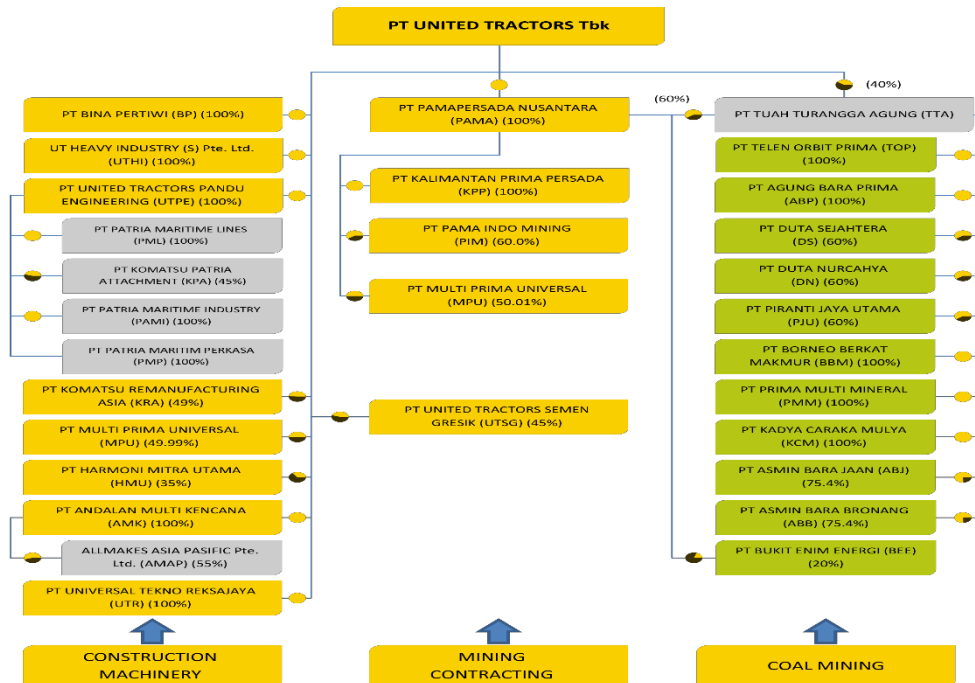 PT UNITED TRACTORS Tbk
(40%)
(60%)
PT BINA PERTIWI (BP) (100%)
UT HEAVY INDUSTRY (S) Pte. Ltd.
(UTHI) (100%)
PT UNITED TRACTORS PANDU
ENGINEERING (UTPE) (100%)
PT PATRIA MARITIME LINES
(PML) (100%)
PT KOMATSU PATRIA
ATTACHMENT (KPA) (45%)
PT PATRIA MARITIME INDUSTRY
(PAMI) (100%)
PT PATRIA MARITIM PERKASA
(PMP) (100%)
PT KOMATSU REMANUFACTURING
ASIA (KRA) (49%)
PT MULTI PRIMA UNIVERSAL
(MPU) (49.99%)
PT HARMONI MITRA UTAMA
(HMU) (35%)
PT ANDALAN MULTI KENCANA
(AMK) (100%)
ALLMAKES ASIA PASIFIC Pte.
Ltd. (AMAP) (55%)
PT UNIVERSAL TEKNO REKSAJAYA
(UTR) (100%)
CONSTRUCTION
MACHINERY
PT PAMAPERSADA NUSANTARA
(PAMA) (100%)
PT KALIMANTAN PRIMA PERSADA
(KPP) (100%)
PT PAMA INDO MINING
(PIM) (60.0%)
PT MULTI PRIMA UNIVERSAL
(MPU) (50.01%)
PT UNITED TRACTORS SEMEN
GRESIK (UTSG) (45%)
MINING
CONTRACTING
PT TUAH TURANGGA AGUNG (TTA)
PT TELEN ORBIT PRIMA (TOP)
(100%)
PT AGUNG BARA PRIMA
(ABP) (100%)
PT DUTA SEJAHTERA
(DS) (60%)
PT DUTA NURCAHYA
(DN) (60%)
PT PIRANTI JAYA UTAMA
(PJU) (60%)
PT BORNEO BERKAT
MAKMUR (BBM) (100%)
PT PRIMA MULTI MINERAL
(PMM) (100%)
PT KADYA CARAKA MULYA
(KCM) (100%)
PT ASMIN BARA JAAN (ABJ)
(75.4%)
PT ASMIN BARA BRONANG
(ABB) (75.4%)
PT BUKIT ENIM ENERGI (BEE)
(20%)
COAL MINING